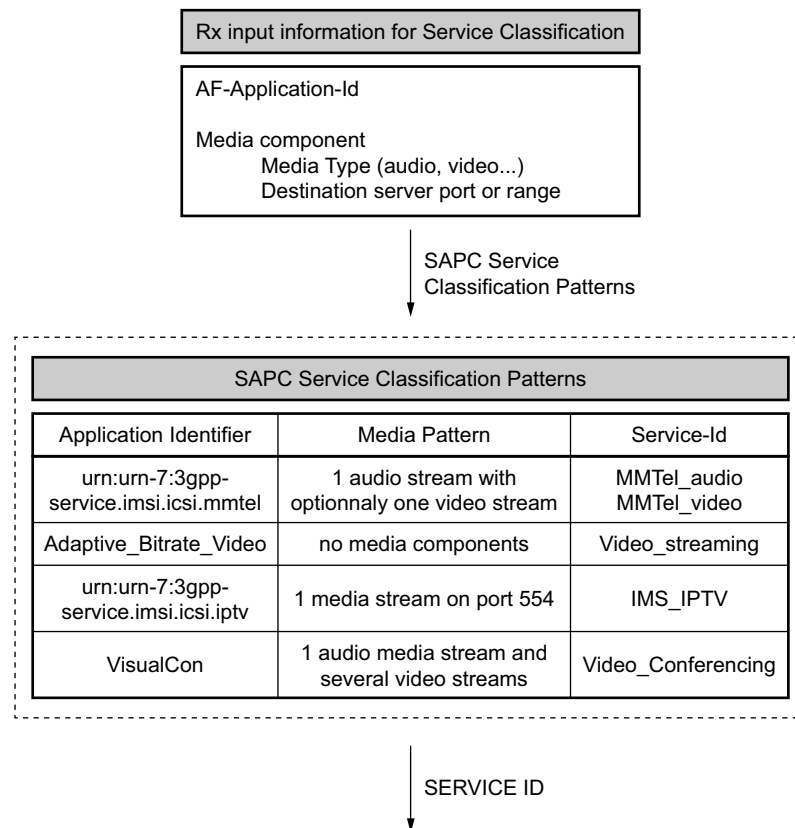 Rx input information for Service Classification
AF-Application-Id
Media component
Media Type (audio, video...)
Destination server port or range
SAPC Service
Classification Patterns
SAPC Service Classification Patterns
Application Identifier
Media Pattern
Service-Id
urn:urn-7:3gpp-
service.imsi.icsi.mmtel
1 audio stream with
optionnaly one video stream
MMTel_audio
MMTel_video
Adaptive_Bitrate_Video
no media components
Video_streaming
urn:urn-7:3gpp-
service.imsi.icsi.iptv
1 media stream on port 554
IMS_IPTV
VisualCon
1 audio media stream and
several video streams
Video_Conferencing
SERVICE ID